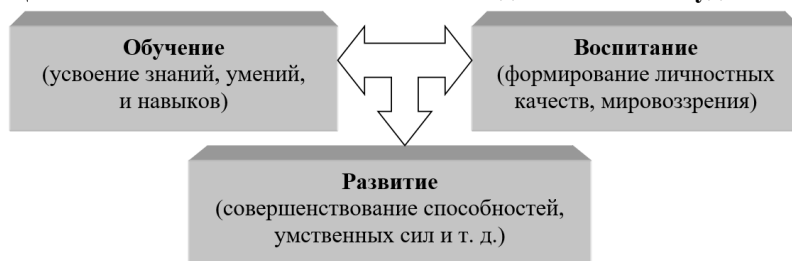 Обучение
(усвоение знаний, умений,
и навыков)
Воспитание
(формирование личностных
качеств, мировоззрения)
Развитие
(совершенствование способностей,
умственных сил и т. д.)